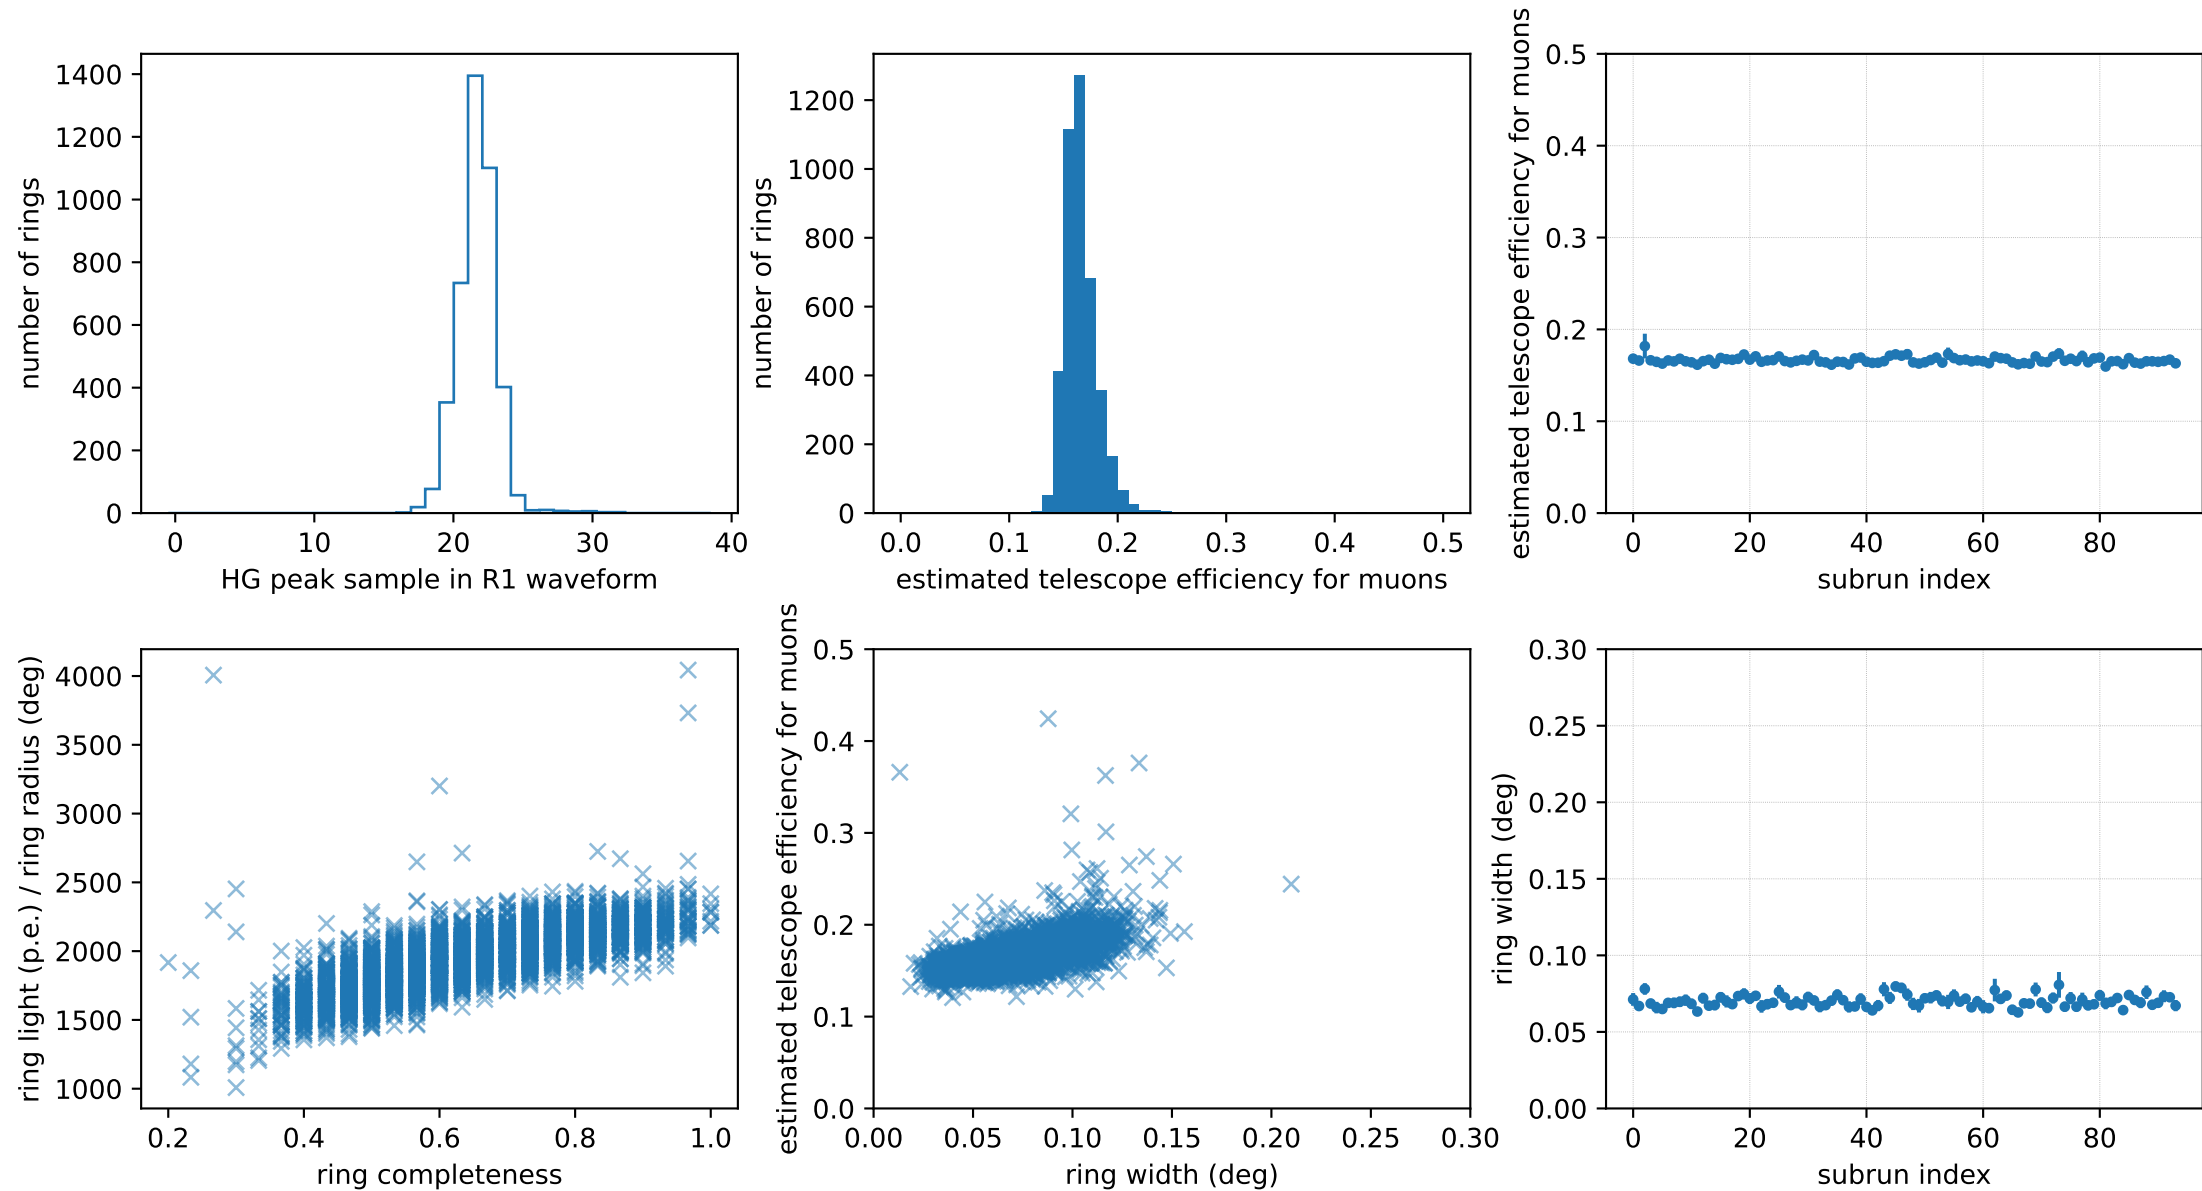 number of rings
1400
1200
1000
800
600
400
200
0
0 10 20 30 40
HG peak sample in R1 waveform
number of rings
1200
1000
800
600
400
200
0
0.0 0.1 0.2 0.3 0.4 0.5
estimated telescope efficiency for muons
estimated telescope efficiency for muons
0.5
0.4
0.3
0.2
0.1
0.0
0 20 40 60 80
subrun index
ring light (p.e.) / ring radius (deg)
4000
3500
3000
2500
2000
1500
1000
0.2 0.4 0.6 0.8 1.0
ring completeness
estimated telescope efficiency for muons
0.5
0.4
0.3
0.2
0.1
0.0
0.00 0.05 0.10 0.15 0.20 0.25 0.30
ring width (deg)
ring width (deg)
0.30
0.25
0.20
0.15
0.10
0.05
0.00
0 20 40 60 80
subrun index